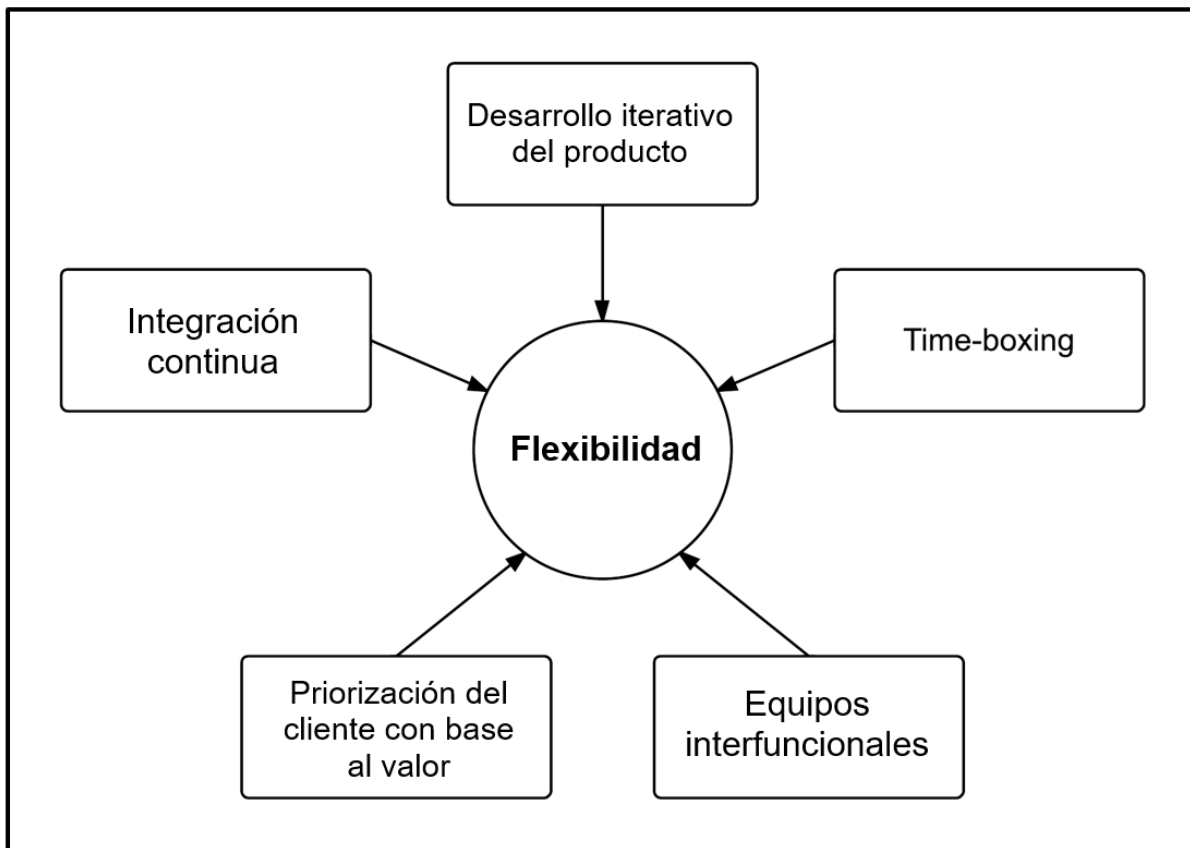 Desarrollo iterativo
del producto
Integración
continua
Time-boxing
Flexibilidad
Priorización del
cliente con base
al valor
Equipos
interfuncionales